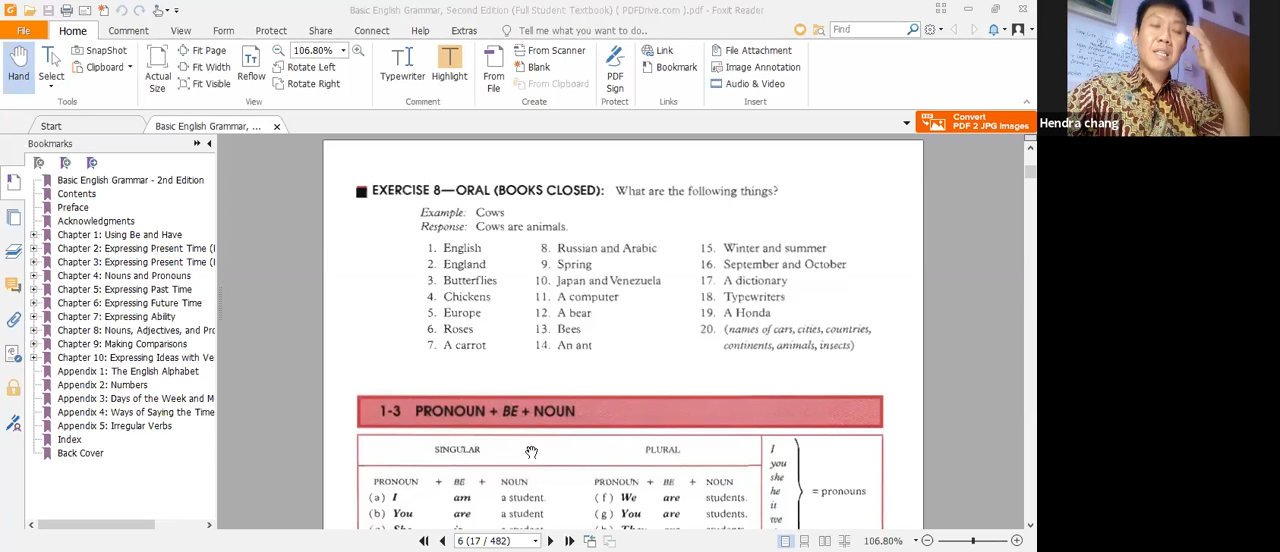 Basic English Grammar, Second Edition (Full Student Textbook) ( PDFDrive.com ).pdf - Foxit Reader
File Home Comment View Form Protect Share Connect Help Extras Tell me what you want to do.. Find
Hand
Select
SnapShot
Clipboard
Actual Size
Fit Page
Fit Width
Fit Visible
Reflow
106.80%
Rotate Left
Rotate Right
Typewriter
Highlight
From File
From Scanner
Blank
From Clipboard
PDF Sign
Link
Bookmark
File Attachment
Image Annotation
Audio & Video
Tools View Comment Create Protect Links Insert
Start Basic English Grammar, ...
Convert
PDF 2 JPG Images
Hendra chang
Bookmarks
Basic English Grammar - 2nd Edition
Contents
Preface
Acknowledgments
Chapter 1: Using Be and Have
Chapter 2: Expressing Present Time (
Chapter 3: Expressing Present Time (
Chapter 4: Nouns and Pronouns
Chapter 5: Expressing Past Time
Chapter 6: Expressing Future Time
Chapter 7: Expressing Ability
Chapter 8: Nouns, Adjectives, and Pro
Chapter 9: Making Comparisons
Chapter 10: Expressing Ideas with Ve
Appendix 1: The English Alphabet
Appendix 2: Numbers
Appendix 3: Days of the Week and M
Appendix 4: Ways of Saying the Time
Appendix 5: Irregular Verbs
Index
Back Cover
EXERCISE 8—ORAL (BOOKS CLOSED): What are the following things?
Example: Cows
Response: Cows are animals.
1. English
2. England
3. Butterflies
4. Chickens
5. Europe
6. Roses
7. A carrot
8. Russian and Arabic
9. Spring
10. Japan and Venezuela
11. A computer
12. A bear
13. Bees
14. An ant
15. Winter and summer
16. September and October
17. A dictionary
18. Typewriters
19. A Honda
20. (names of cars, cities, countries,
continents, animals, insects)
1-3 PRONOUN + BE + NOUN
SINGULAR
PRONOUN + BE + NOUN
(a) I am a student.
(b) You are a student
She is a student
PLURAL
PRONOUN + BE + NOUN
(f) We are students.
(g) You are students.
They are students.
I
you
she
he
it
we
= pronouns
6 (17 / 482)
106.80%